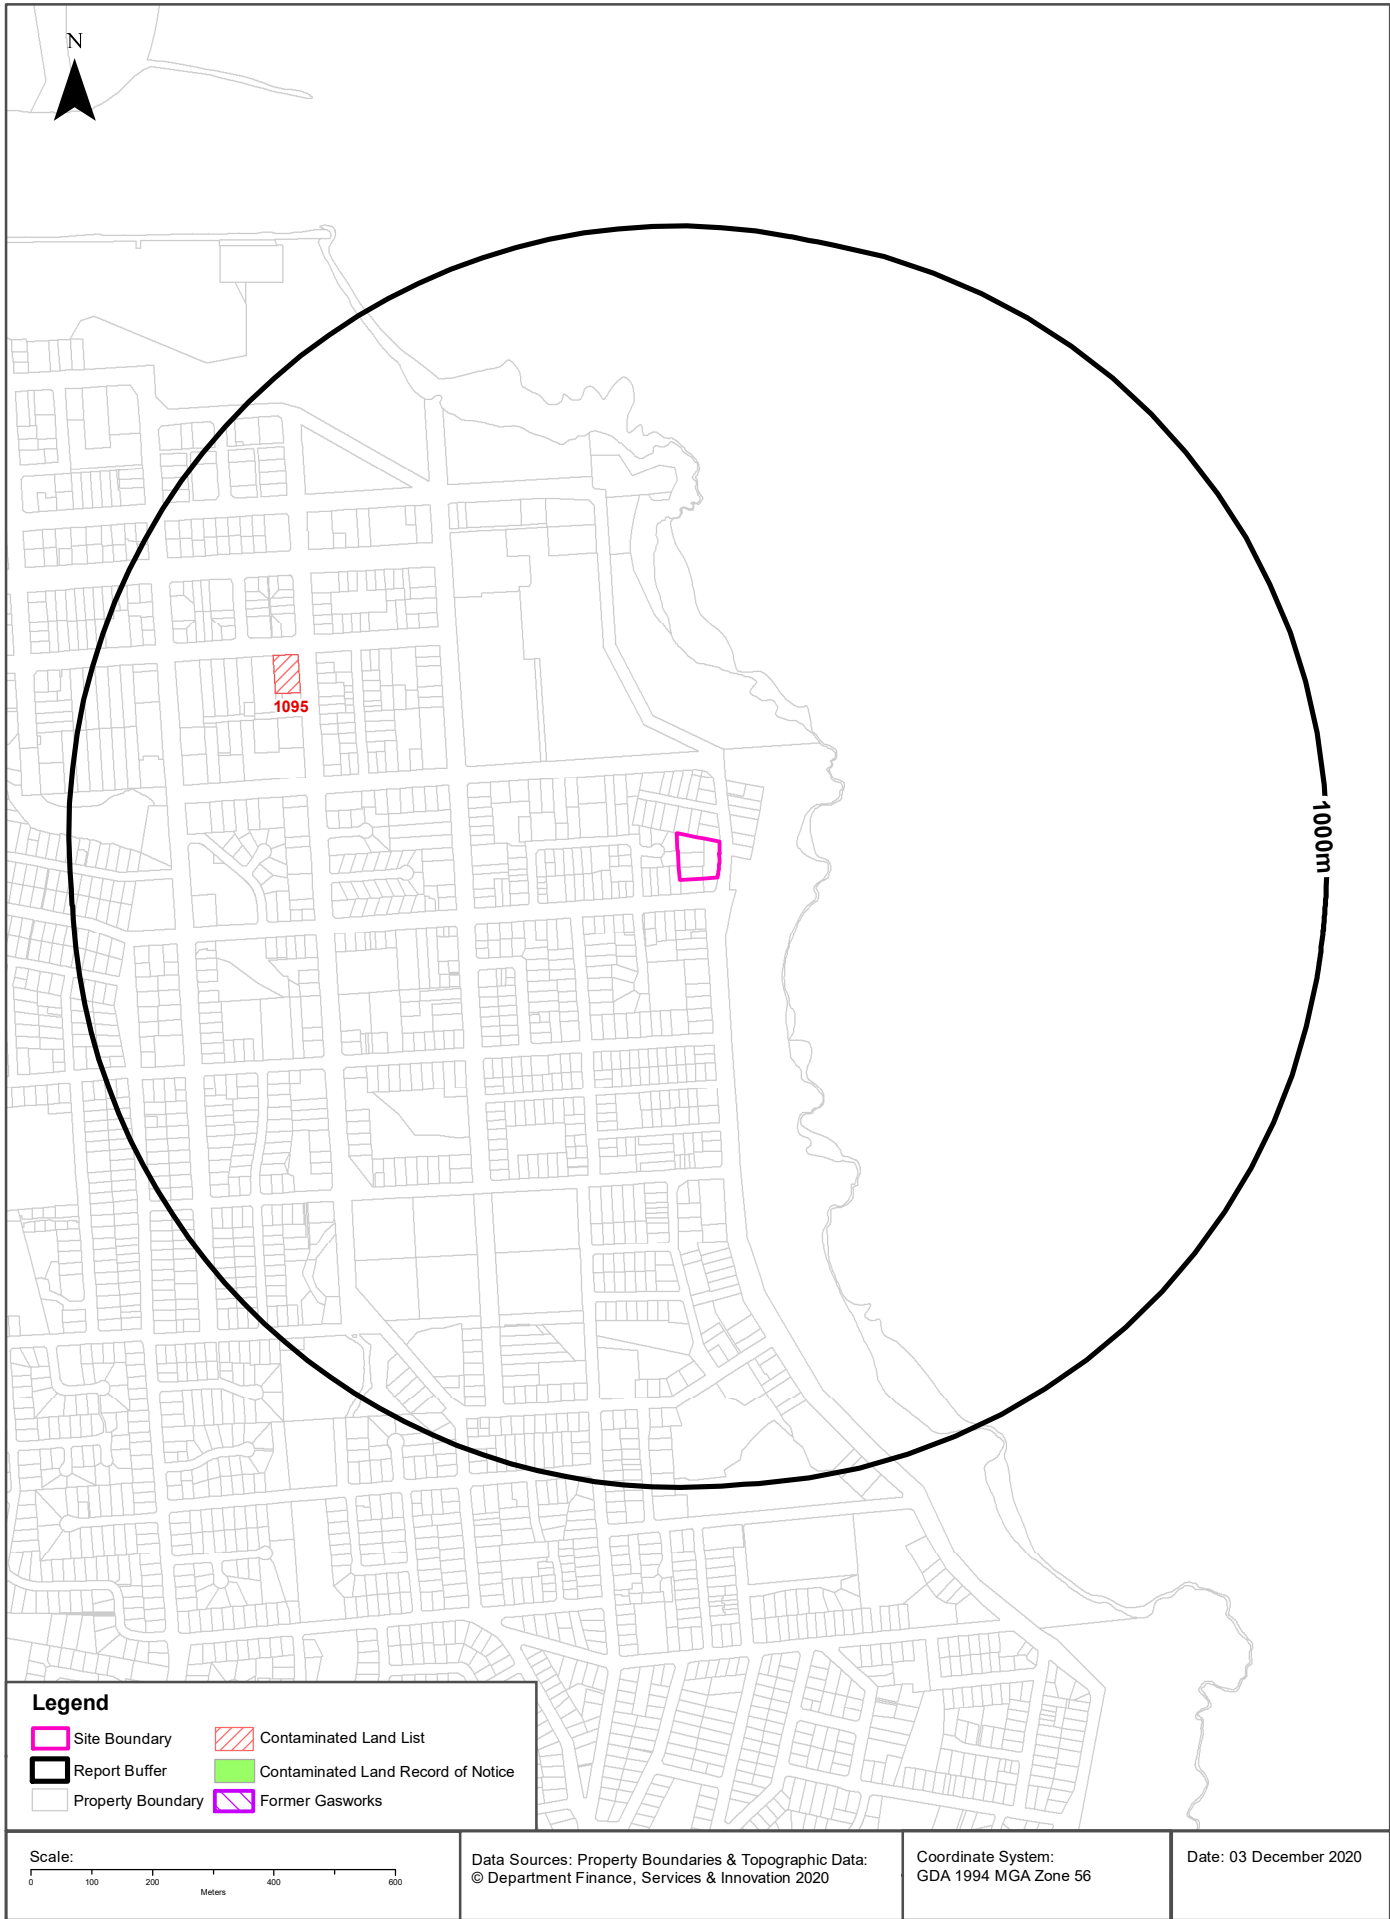 N
1095
1000m
Legend
Site Boundary
Contaminated Land List
Report Buffer
Contaminated Land Record of Notice
Property Boundary
Former Gasworks
Scale:
0 100 200 400 600
Meters
Data Sources: Property Boundaries & Topographic Data:
© Department Finance, Services & Innovation 2020
Coordinate System:
GDA 1994 MGA Zone 56
Date: 03 December 2020